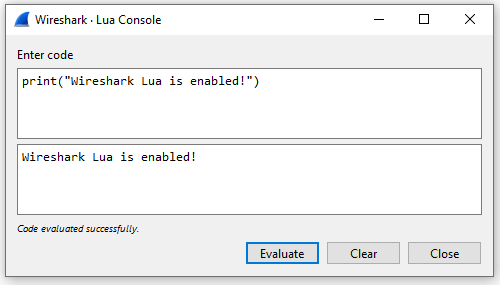 Wireshark · Lua Console
Enter code
print("Wireshark Lua is enabled!")
Wireshark Lua is enabled!
Code evaluated successfully.
Evaluate Clear Close